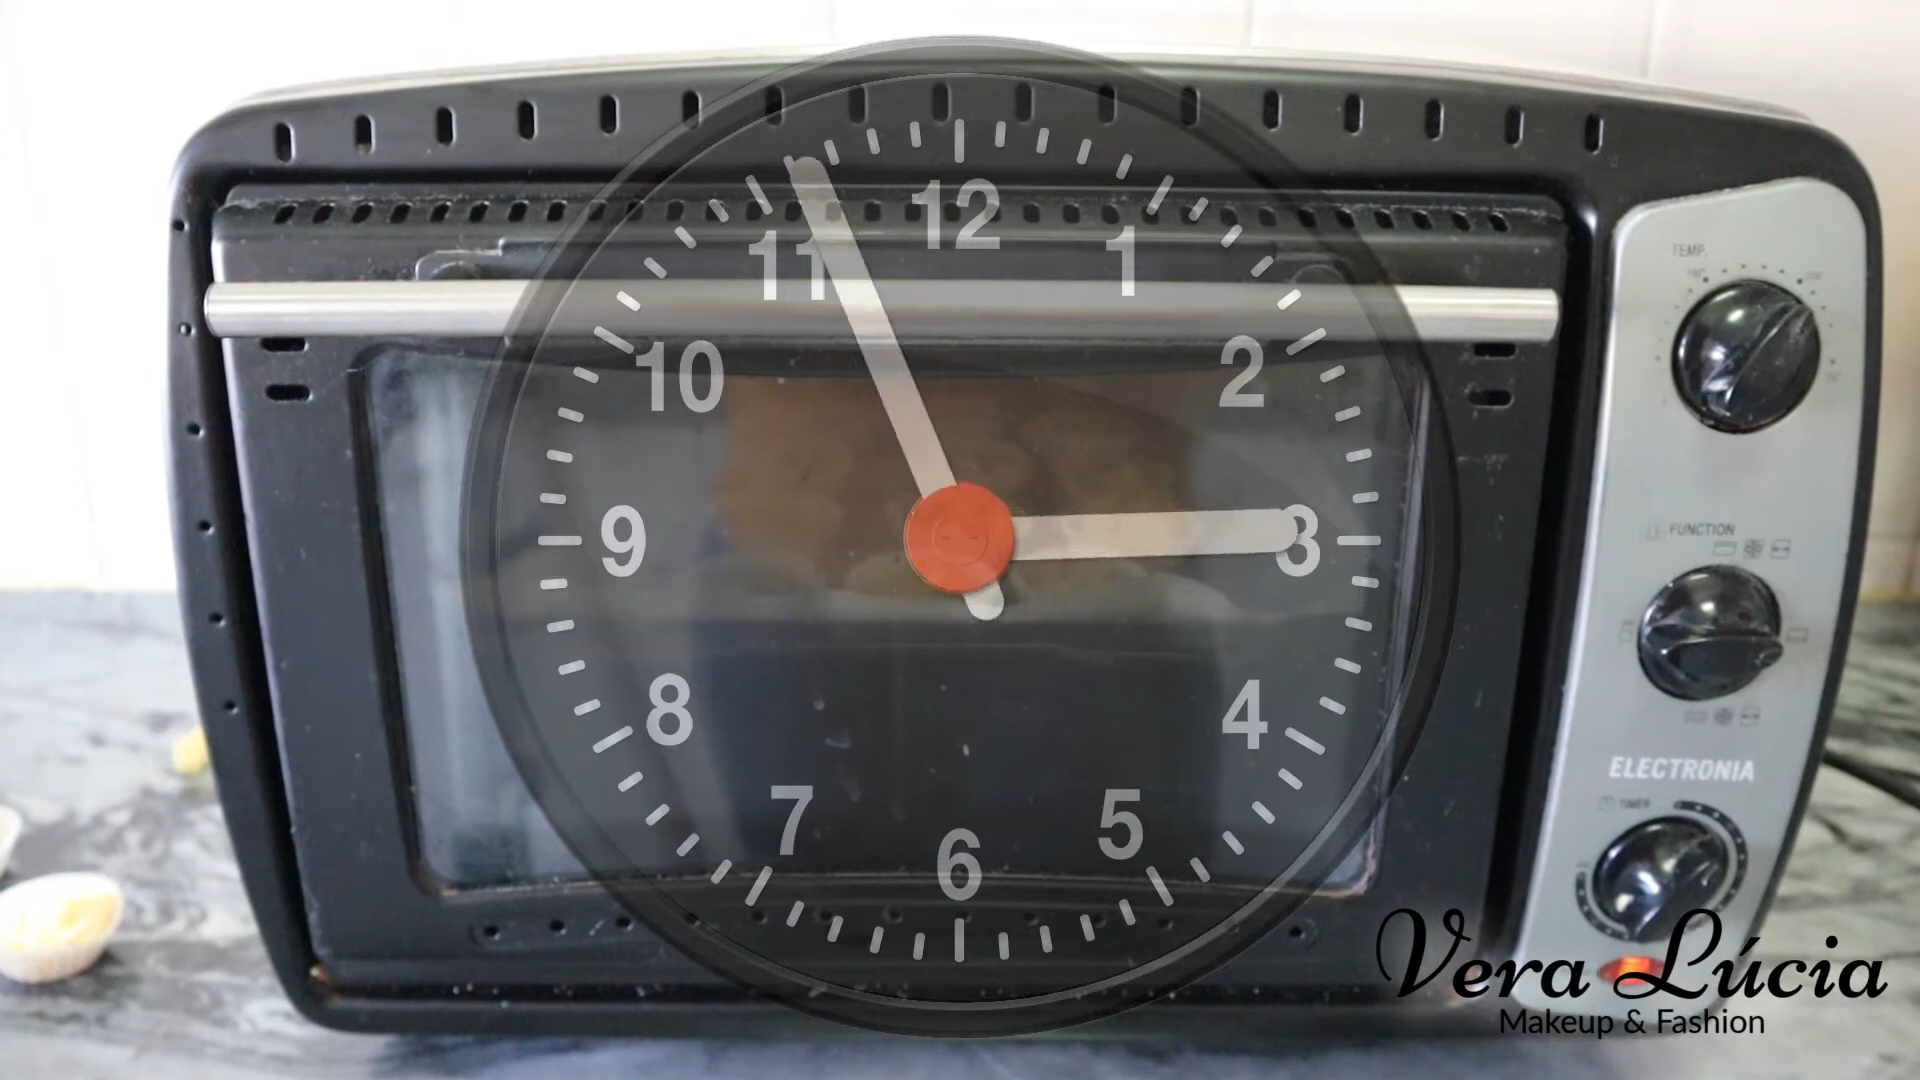 12
11
1
10
2
9
3
8
4
7
5
6
TEMP.
FUNCTION
ELECTRONIA
TIMER
Vera Lúcia
Makeup & Fashion